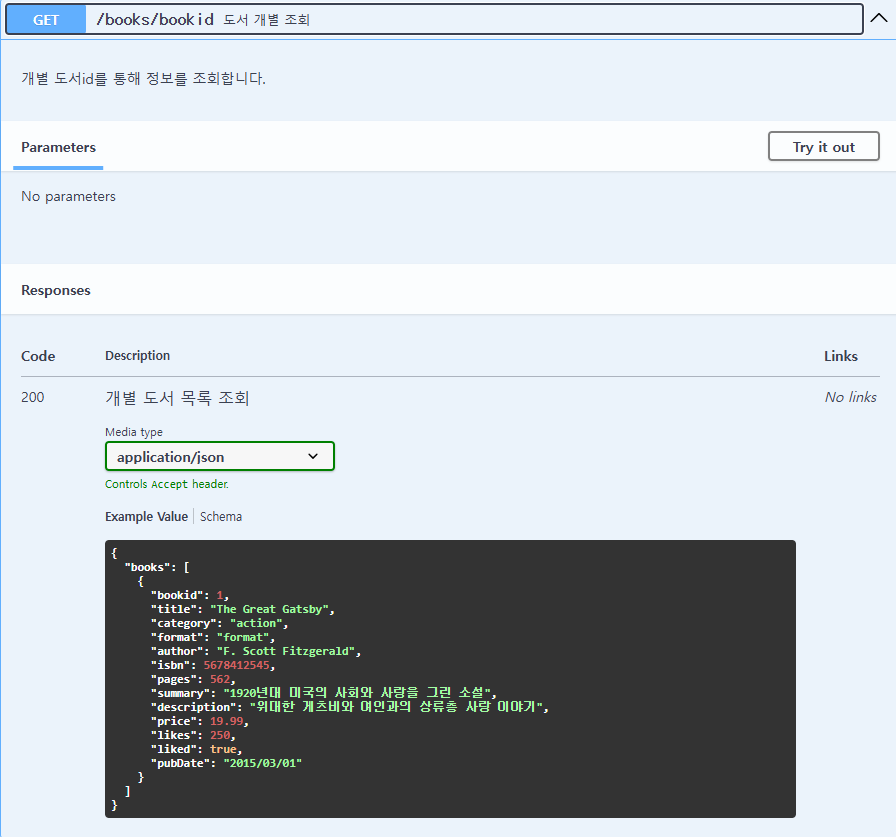 GET /books/bookid 도서 개별 조회
개별 도서id를 통해 정보를 조회합니다.
Parameters
Try it out
No parameters
Responses
Code Description Links
200 개별 도서 목록 조회 No links
Media type
application/json
Controls Accept header.
Example Value Schema
{
"books": [
{
"bookid": 1,
"title": "The Great Gatsby",
"category": "action",
"format": "format",
"author": "F. Scott Fitzgerald",
"isbn": 5678412545,
"pages": 562,
"summary": "1920년대 미국의 사회와 사랑을 그린 소설",
"description": "위대한 게츠비와 여인과의 상류층 사랑 이야기",
"price": 19.99,
"likes": 250,
"liked": true,
"pubDate": "2015/03/01"
}
]
}